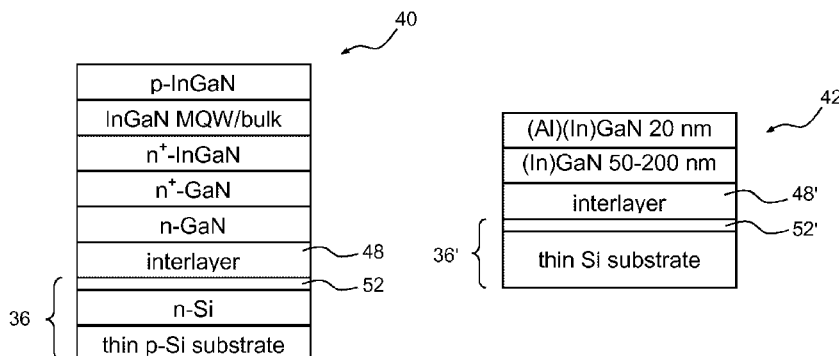 40
p-InGaN
InGaN MQW/bulk
n+-InGaN
n+-GaN
n-GaN
interlayer
48
52
36
n-Si
thin p-Si substrate
42
(Al)(In)GaN 20 nm
(In)GaN 50-200 nm
interlayer
48'
52'
36'
thin Si substrate